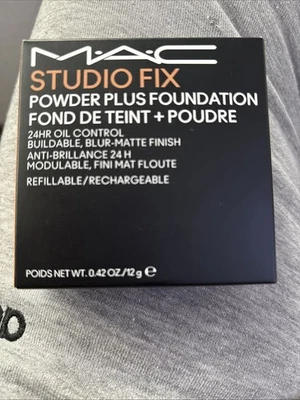 M·A·C
STUDIO FIX
POWDER PLUS FOUNDATION
FOND DE TEINT + POUDRE
24HR OIL CONTROL
BUILDABLE, BLUR-MATTE FINISH
ANTI-BRILLANCE 24 H
MODULABLE, FINI MAT FLOUTE
REFILLABLE/RECHARGEABLE
POIDS NET WT. 0.42 OZ./12 g ℮